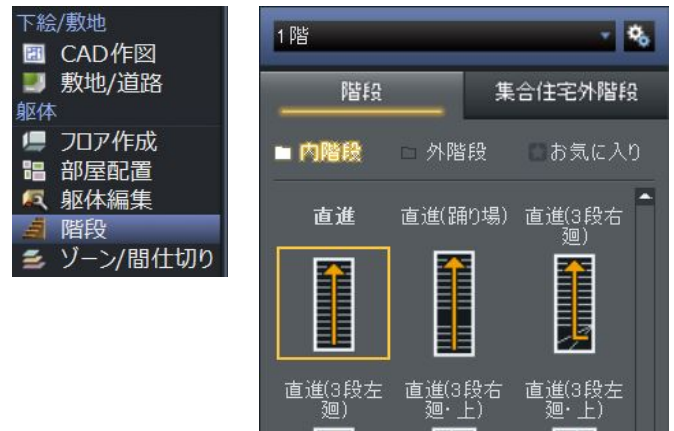 下絵/敷地
CAD作図
敷地/道路
躯体
フロア作成
部屋配置
躯体編集
階段
ゾーン/間仕切り
1階
階段
集合住宅外階段
内階段
外階段
お気に入り
直進
直進(踊り場)
直進(3段右
廻)
直進(3段左
廻)
直進(3段右
廻・上)
直進(3段左
廻・上)